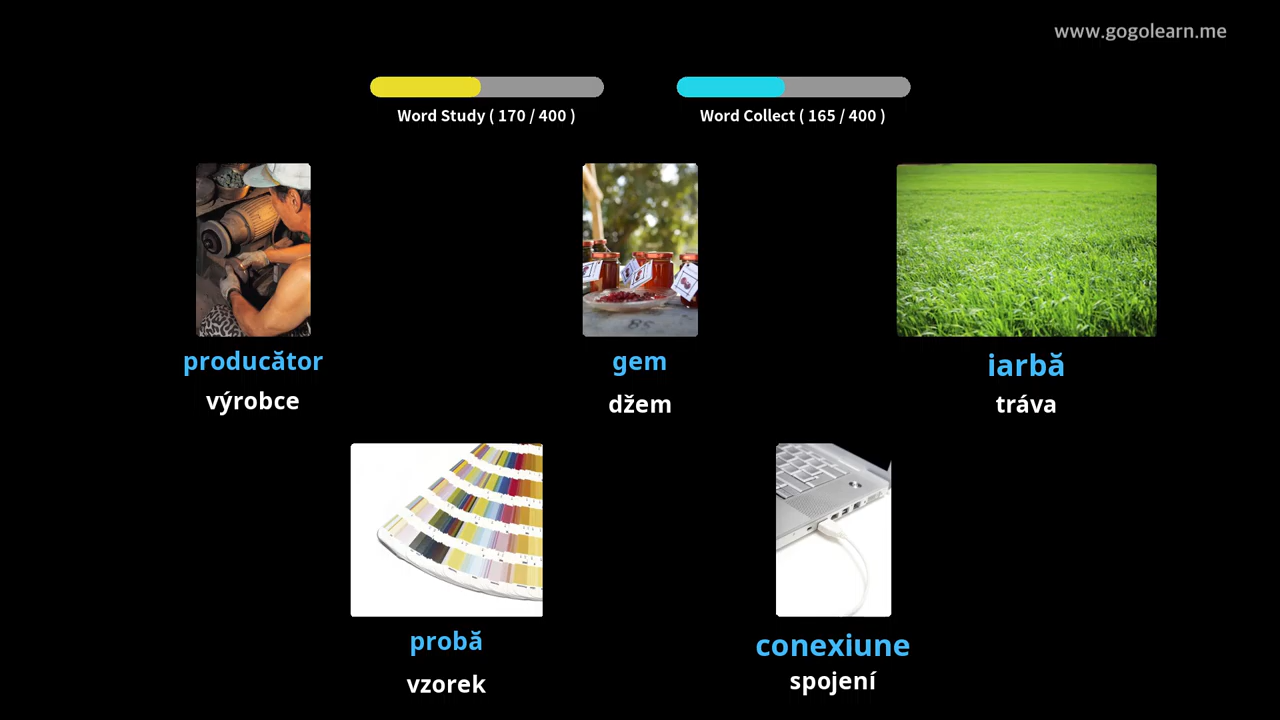 www.gogolearn.me
Word Study ( 170 / 400 )
Word Collect ( 165 / 400 )
producător
gem
iarbă
výrobce
džem
tráva
probă
conexiune
vzorek
spojení